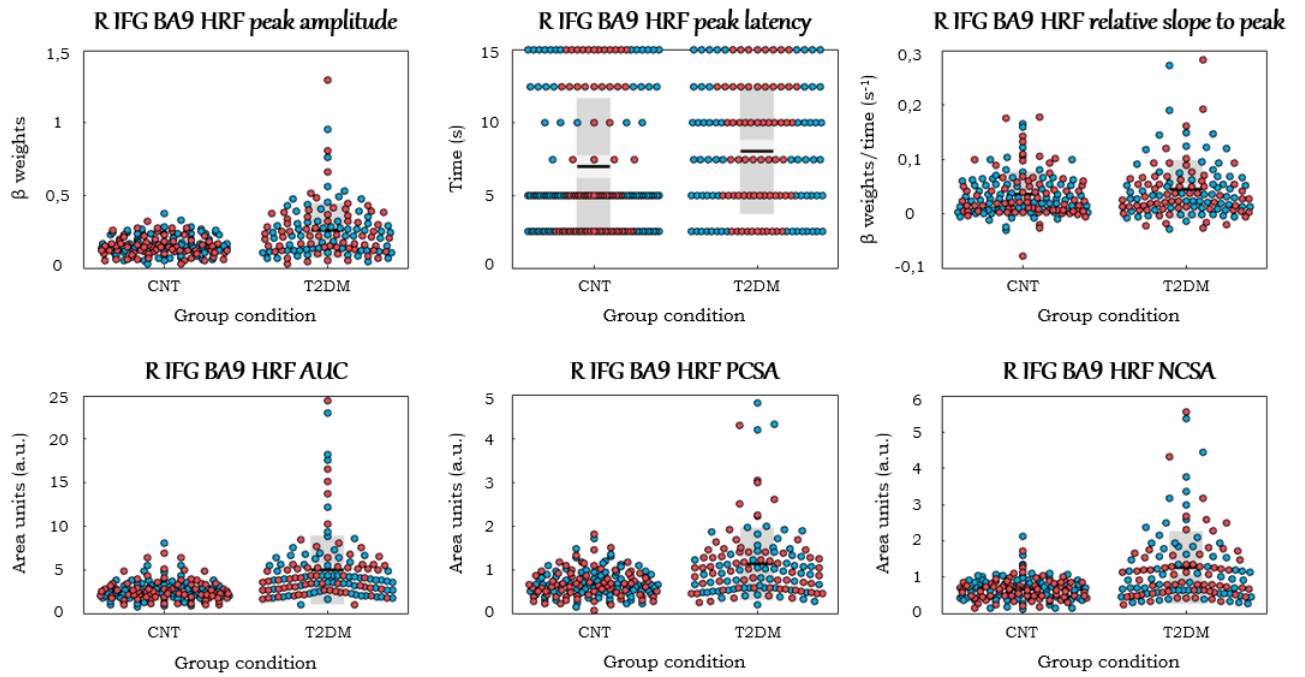 R IFG BA9 HRF peak amplitude
β weights
1,5
1
0,5
0
CNT
T2DM
Group condition
R IFG BA9 HRF peak latency
Time (s)
15
10
5
0
CNT
T2DM
Group condition
R IFG BA9 HRF relative slope to peak
β weights/time (s⁻¹)
0,3
0,2
0,1
0
-0,1
CNT
T2DM
Group condition
R IFG BA9 HRF AUC
Area units (a.u.)
25
20
15
10
5
0
CNT
T2DM
Group condition
R IFG BA9 HRF PCSA
Area units (a.u.)
5
4
3
2
1
0
CNT
T2DM
Group condition
R IFG BA9 HRF NCSA
Area units (a.u.)
6
5
4
3
2
1
0
CNT
T2DM
Group condition